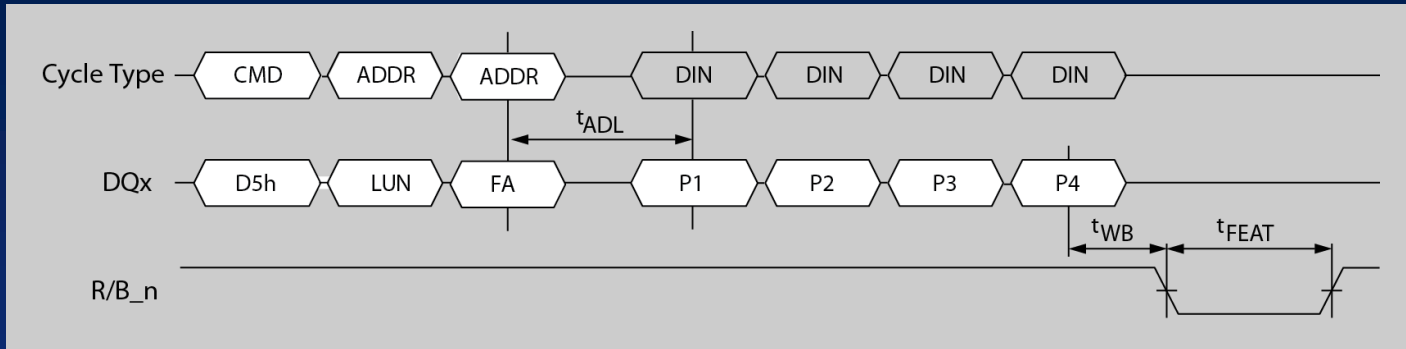 Cycle Type CMD ADDR ADDR DIN DIN DIN DIN
tADL
DQx D5h LUN FA P1 P2 P3 P4
tWB tFEAT
R/B_n